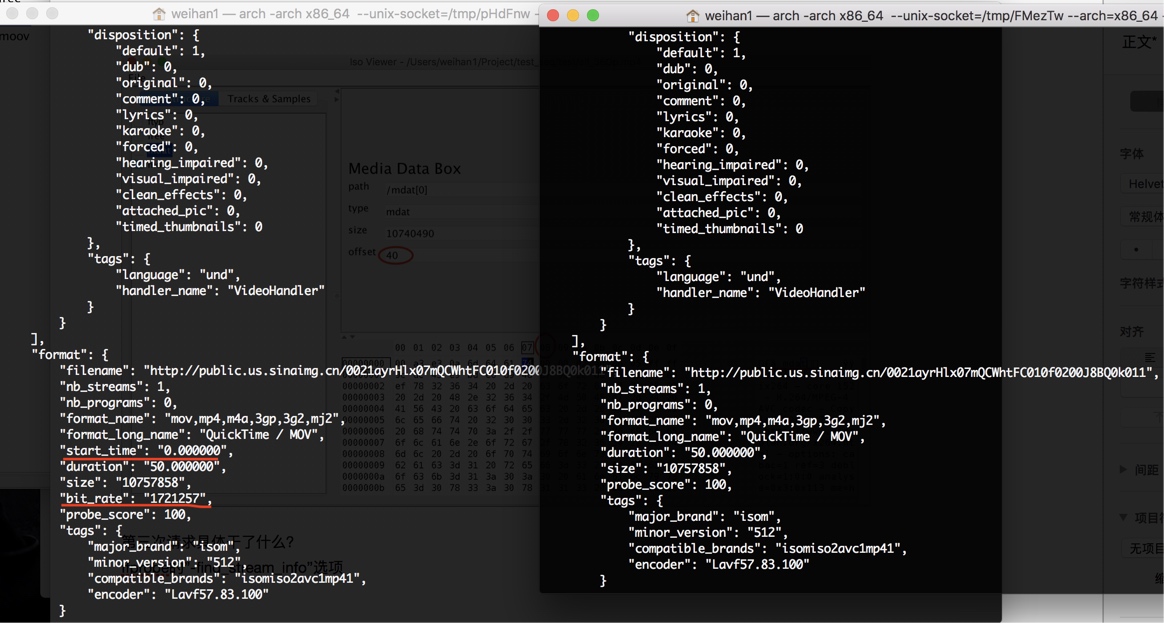 weihan1 — arch -arch x86_64 --unix-socket=/tmp/pHdFnw -
"disposition": {
"default": 1,
"dub": 0,
"original": 0,
"comment": 0,
"lyrics": 0,
"karaoke": 0,
"forced": 0,
"hearing_impaired": 0,
"visual_impaired": 0,
"clean_effects": 0,
"attached_pic": 0,
"timed_thumbnails": 0
},
"tags": {
"language": "und",
"handler_name": "VideoHandler"
}
}
],
"format": {
"filename": "http://public.us.sinaimg.cn/0021ayrHlx07mQCWhtFC010f0200J8BQ0k011
"nb_streams": 1,
"nb_programs": 0,
"format_name": "mov,mp4,m4a,3gp,3g2,mj2",
"format_long_name": "QuickTime / MOV",
"start_time": "0.000000",
"duration": "50.000000",
"size": "10757858",
"bit_rate": "1721257",
"probe_score": 100,
"tags": {
"major_brand": "isom",
"minor_version": "512"
"compatible_brands": "isomiso2avc1mp41",
"encoder": "Lavf57.83.100"
}
moov
Iso Viewer - /Users/weihan1/Project/test_
Tracks & Samples
Media Data Box
path /mdat[0]
type mdat
size 10740490
offset 40
00 01 02 03 04 05 06 07
weihan1 — arch -arch x86_64 --unix-socket=/tmp/FMezTw --arch=x86_64 -
"disposition": {
"default": 1,
"dub": 0,
"original": 0,
"comment": 0,
"lyrics": 0,
"karaoke": 0,
"forced": 0,
"hearing_impaired": 0,
"visual_impaired": 0,
"clean_effects": 0,
"attached_pic": 0,
"timed_thumbnails": 0
},
"tags": {
"language": "und",
"handler_name": "VideoHandler"
}
}
],
"format": {
"filename": "http://public.us.sinaimg.cn/0021ayrHlx07mQCWhtFC010f0200J8BQ0k011",
"nb_streams": 1,
"nb_programs": 0,
"format_name": "mov,mp4,m4a,3gp,3g2,mj2",
"format_long_name": "QuickTime / MOV",
"duration": "50.000000",
"size": "10757858",
"probe_score": 100,
"tags": {
"major_brand": "isom",
"minor_version": "512",
"compatible_brands": "isomiso2avc1mp41",
"encoder": "Lavf57.83.100"
}
正文*
字体
Helvet
常规体
字符样式
对齐
间距
项目符
无项目